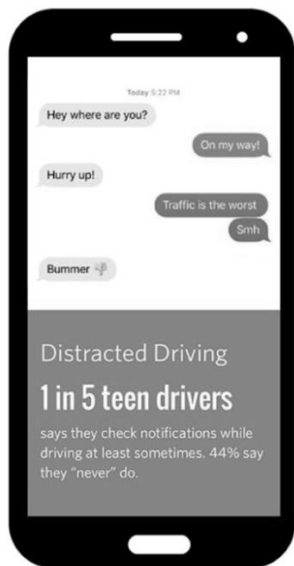 Today 5:22 PM
Hey where are you?
On my way!
Hurry up!
Traffic is the worst
Smh
Bummer
Distracted Driving
1 in 5 teen drivers
says they check notifications while
driving at least sometimes. 44% say
they “never” do.